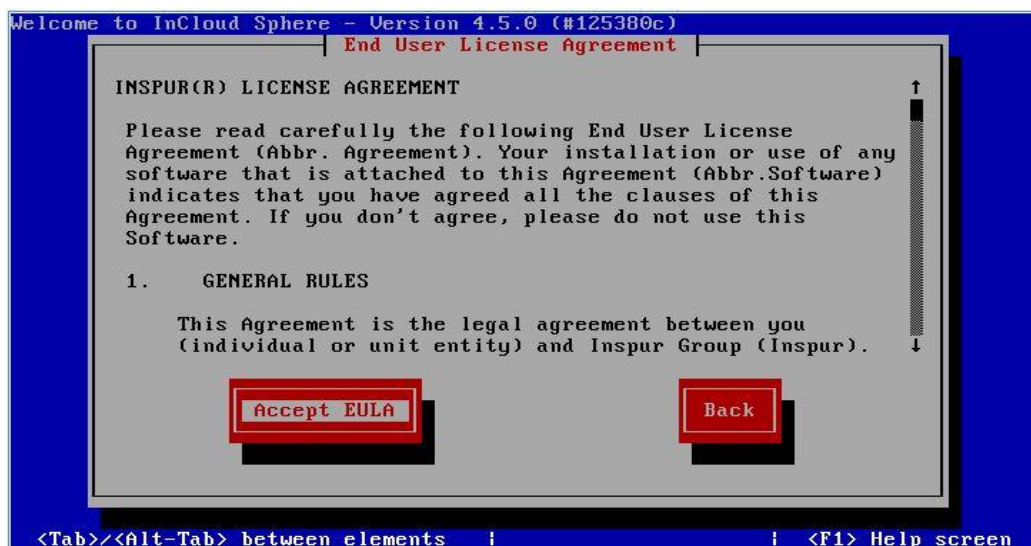 Welcome to InCloud Sphere - Version 4.5.0 (#125380c)
End User License Agreement
INSPUR(R) LICENSE AGREEMENT
Please read carefully the following End User License
Agreement (Abbr. Agreement). Your installation or use of any
software that is attached to this Agreement (Abbr.Software)
indicates that you have agreed all the clauses of this
Agreement. If you don't agree, please do not use this
Software.
1. GENERAL RULES
This Agreement is the legal agreement between you
(individual or unit entity) and Inspur Group (Inspur).
Accept EULA Back
<Tab>/<Alt-Tab> between elements | | <F1> Help screen